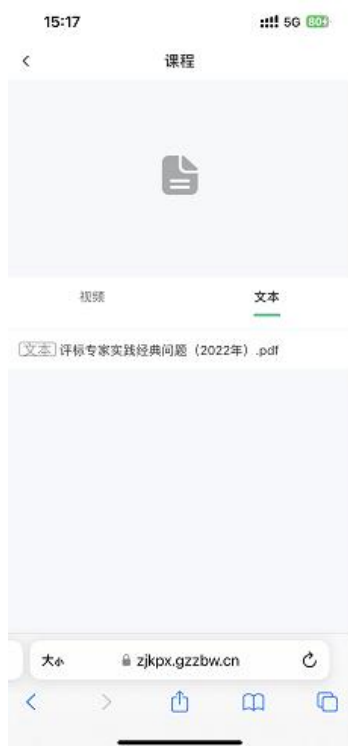 15:17
5G 80
课程
视频
文本
文本 评标专家实践经典问题（2022年）.pdf
大小
zjkpx.gzzbw.cn